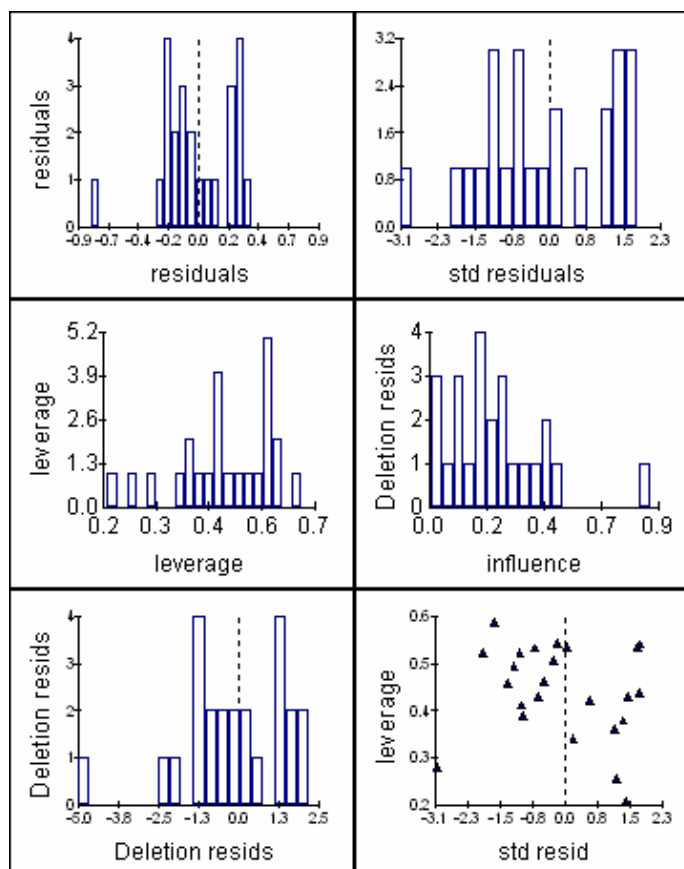 4
3
2
1
0
residuals
-0.9 -0.7 -0.4 -0.2 0.0 0.2 0.4 0.7 0.9
residuals
3.2
2.4
1.6
0.8
0.0
-3.1 -2.3 -1.5 -0.8 0.0 0.8 1.5 2.3
std residuals
5.2
3.9
2.6
1.3
0.0
leverage
0.2 0.3 0.4 0.6 0.7
leverage
4
3
2
1
0
Deletion resids
0.0 0.2 0.4 0.7 0.9
influence
4
3
2
1
0
Deletion resids
-5.0 -3.8 -2.5 -1.3 0.0 1.3 2.5
Deletion resids
0.6
0.5
0.4
0.3
0.2
leverage
-3.1 -2.3 -1.5 -0.8 0.0 0.8 1.5 2.3
std resid